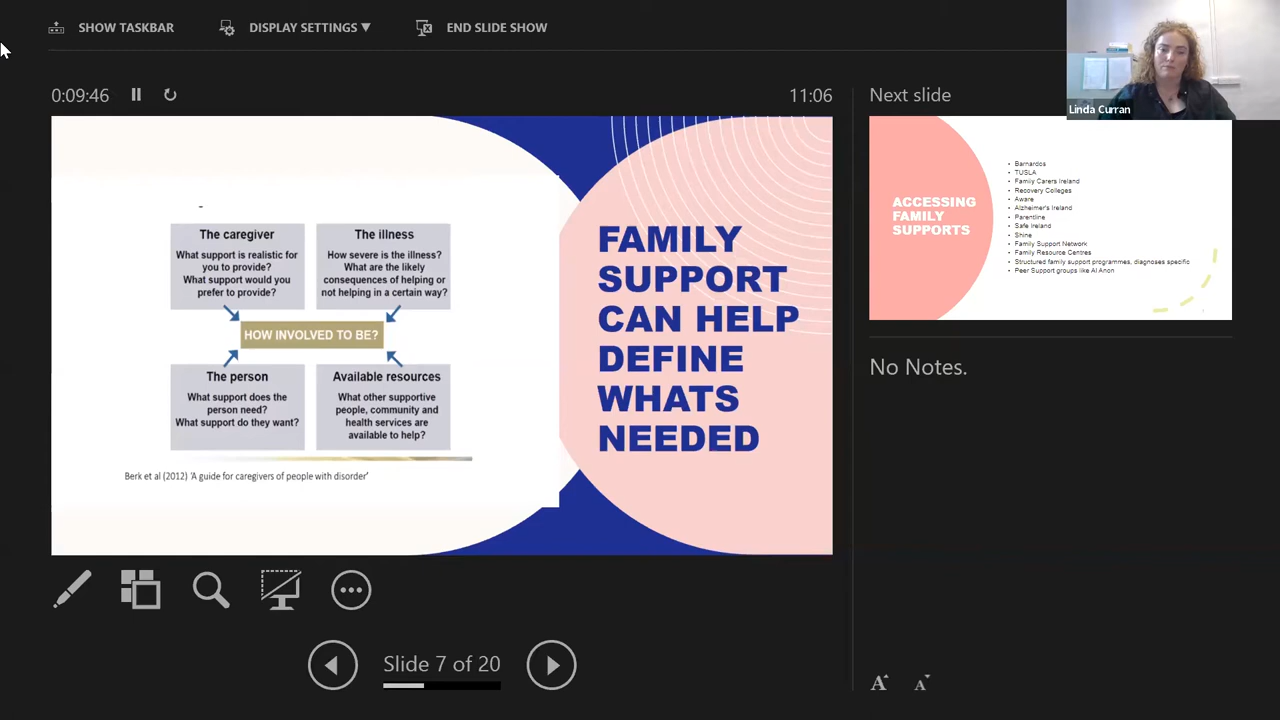 SHOW TASKBAR
DISPLAY SETTINGS ▼
END SLIDE SHOW
0:09:46
11:06
Next slide
Linda Curran
-
The caregiver
What support is realistic for
you to provide?
What support would you
prefer to provide?
The illness
How severe is the illness?
What are the likely
consequences of helping or
not helping in a certain way?
HOW INVOLVED TO BE?
The person
What support does the
person need?
What support do they want?
Available resources
What other supportive
people, community and
health services are
available to help?
Berk et al (2012) 'A guide for caregivers of people with disorder'
FAMILY
SUPPORT
CAN HELP
DEFINE
WHATS
NEEDED
ACCESSING
FAMILY
SUPPORTS
• Barnardos
• TUSLA
• Family Carers Ireland
• Recovery Colleges
• Aware
• Alzheimer's Ireland
• Parentline
• Safe Ireland
• Shine
• Family Support Network
• Family Resource Centres
• Structured family support programmes, diagnoses specific
• Peer Support groups like Al Anon
No Notes.
Slide 7 of 20
A A